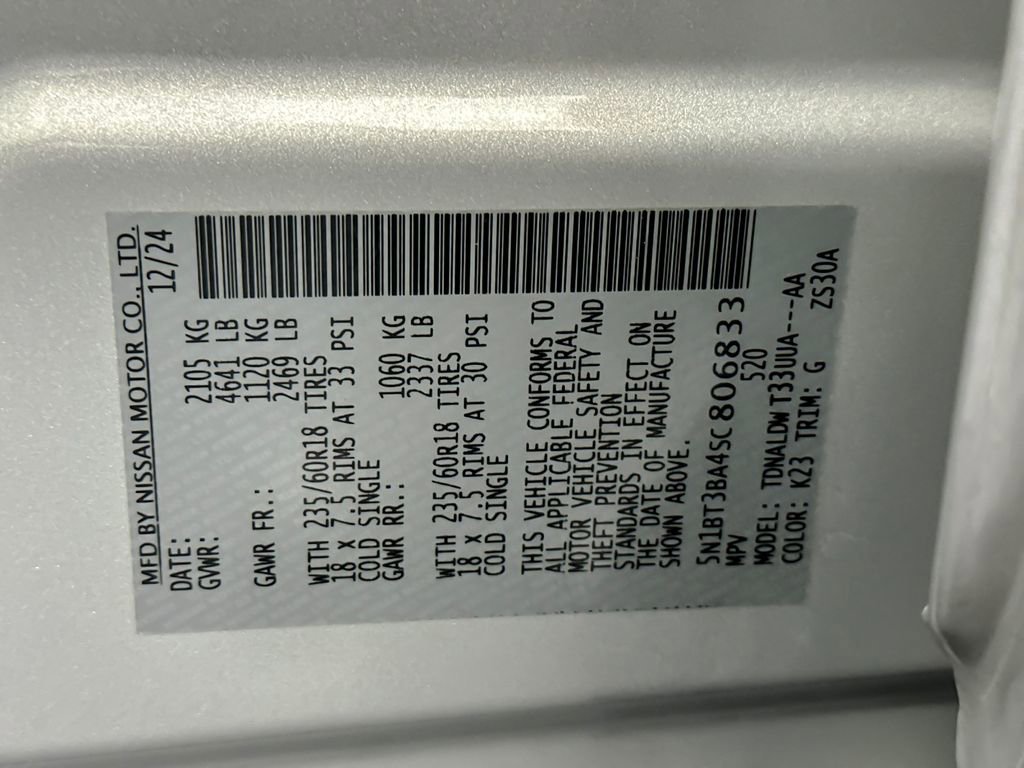 MFD BY NISSAN MOTOR CO., LTD.
DATE: 12/24
GVWR: 2105 KG
4641 LB
GAWR FR.: 1120 KG
2469 LB
WITH 235/60R18 TIRES
18 X 7.5 RIMS AT 33 PSI
COLD SINGLE
GAWR RR.: 1060 KG
2337 LB
WITH 235/60R18 TIRES
18 X 7.5 RIMS AT 30 PSI
COLD SINGLE
THIS VEHICLE CONFORMS TO
ALL APPLICABLE FEDERAL
MOTOR VEHICLE SAFETY AND
THEFT PREVENTION
STANDARDS IN EFFECT ON
THE DATE OF MANUFACTURE
SHOWN ABOVE.
5N1BT3BA4SC806833
MPV 520
MODEL: TDNALDW T33UUA---AA
COLOR: K23 TRIM: G ZS30A